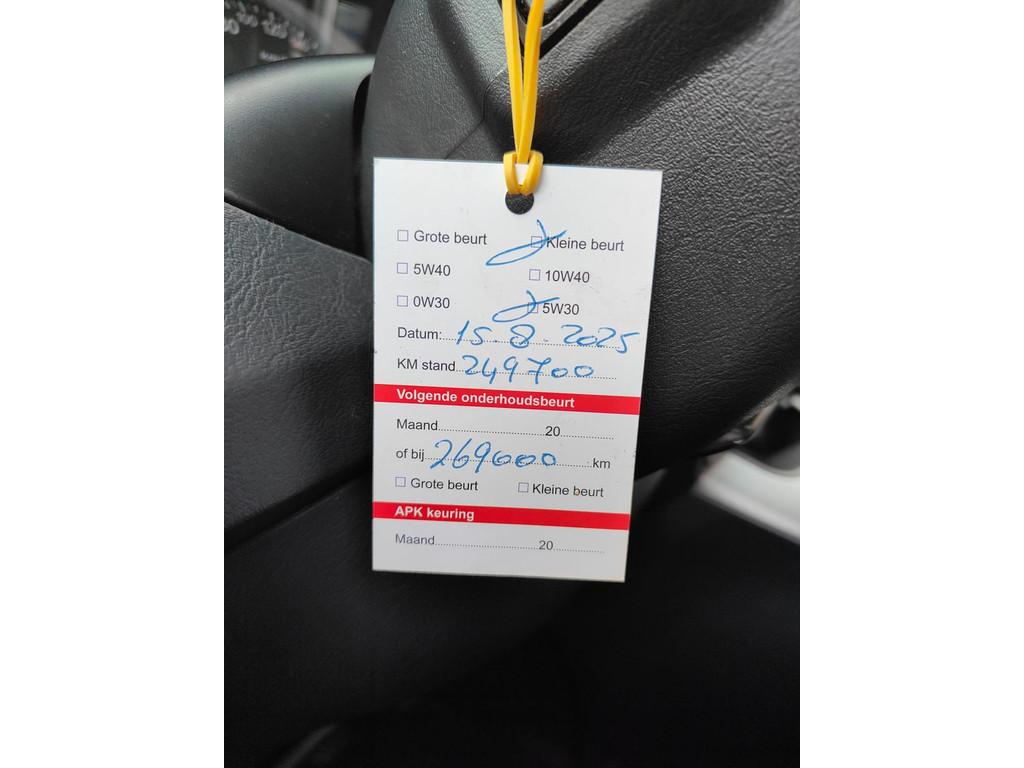 ☐ Grote beurt ☐ Kleine beurt
☐ 5W40 ☐ 10W40
☐ 0W30 ☐ 5W30
Datum: 15.8.2025
KM stand 249700
Volgende onderhoudsbeurt
Maand 20
of bij 269000 km
☐ Grote beurt ☐ Kleine beurt
APK keuring
Maand 20